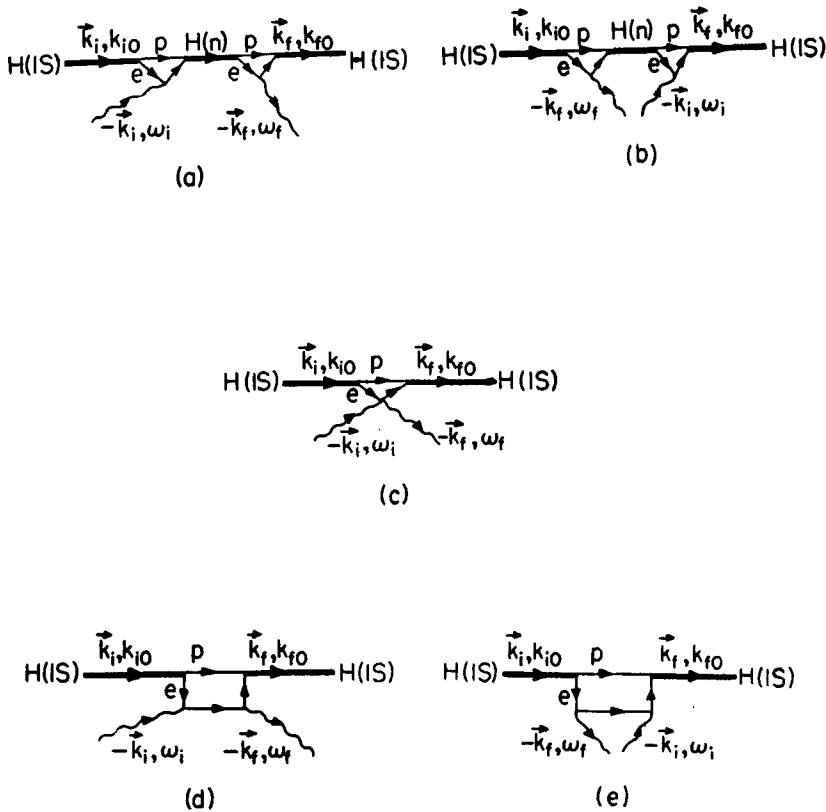 k⃗i,ki0 p H(n) p k⃗f,kf0
H(IS) e e H(IS)
-k⃗i,ωi -k⃗f,ωf
(a)
k⃗i,ki0 p H(n) p k⃗f,kf0
H(IS) e e H(IS)
-k⃗f,ωf -k⃗i,ωi
(b)
k⃗i,ki0 p k⃗f,kf0
H(IS) e H(IS)
-k⃗i,ωi -k⃗f,ωf
(c)
k⃗i,ki0 p k⃗f,kf0
H(IS) e H(IS)
-k⃗i,ωi -k⃗f,ωf
(d)
k⃗i,ki0 p k⃗f,kf0
H(IS) e H(IS)
-k⃗f,ωf -k⃗i,ωi
(e)